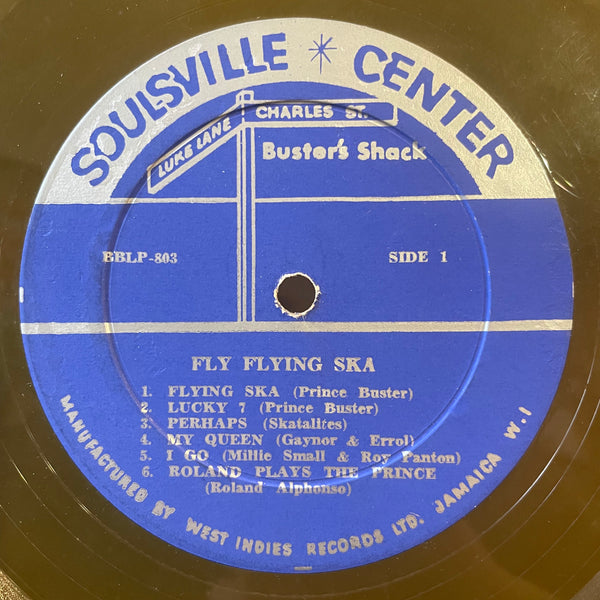 SOULSVILLE * CENTER
LUKE LANE
CHARLES ST.
Buster's Shack
BBLP-803
SIDE 1
FLY FLYING SKA
1. FLYING SKA (Prince Buster)
2. LUCKY 7 (Prince Buster)
3. PERHAPS (Skatalites)
4. MY QUEEN (Gaynor & Errol)
5. I GO (Millie Small & Roy Panton)
6. ROLAND PLAYS THE PRINCE
(Roland Alphonso)
MANUFACTURED BY WEST INDIES RECORDS LTD. JAMAICA W.I